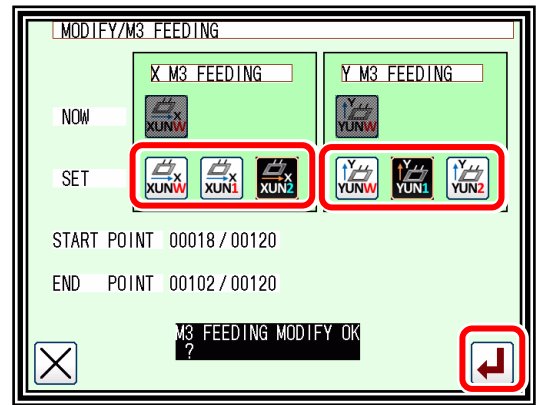 MODIFY/M3 FEEDING
X M3 FEEDING Y M3 FEEDING
NOW X XUNW Y YUNW
SET X XUNW X XUN1 X XUN2 Y YUNW Y YUN1 Y YUN2
START POINT 00018/00120
END POINT 00102/00120
M3 FEEDING MODIFY OK
?